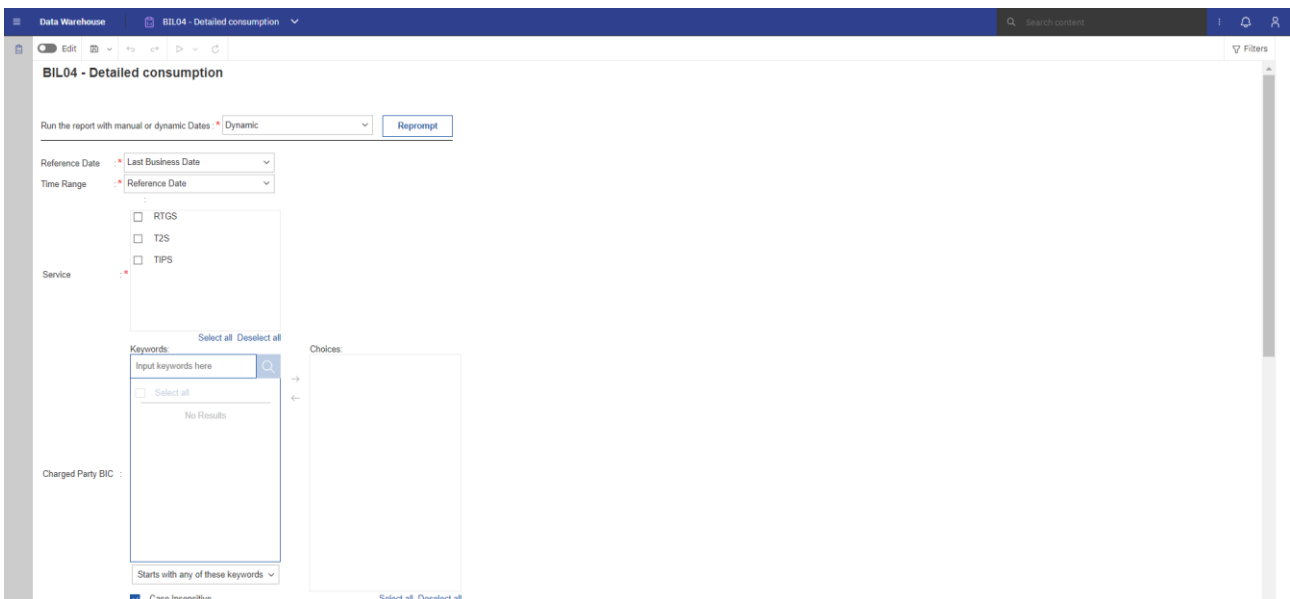 Data Warehouse BIL04 - Detailed consumption Search content
Edit Filters
BIL04 - Detailed consumption
Run the report with manual or dynamic Dates : * Dynamic Reprompt
Reference Date : * Last Business Date
Time Range : * Reference Date
:
RTGS
T2S
TIPS
Service : *
Select all Deselect all
Keywords: Choices:
Input keywords here
Select all
No Results
Charged Party BIC :
Starts with any of these keywords
Case Insensitive Select all Deselect all